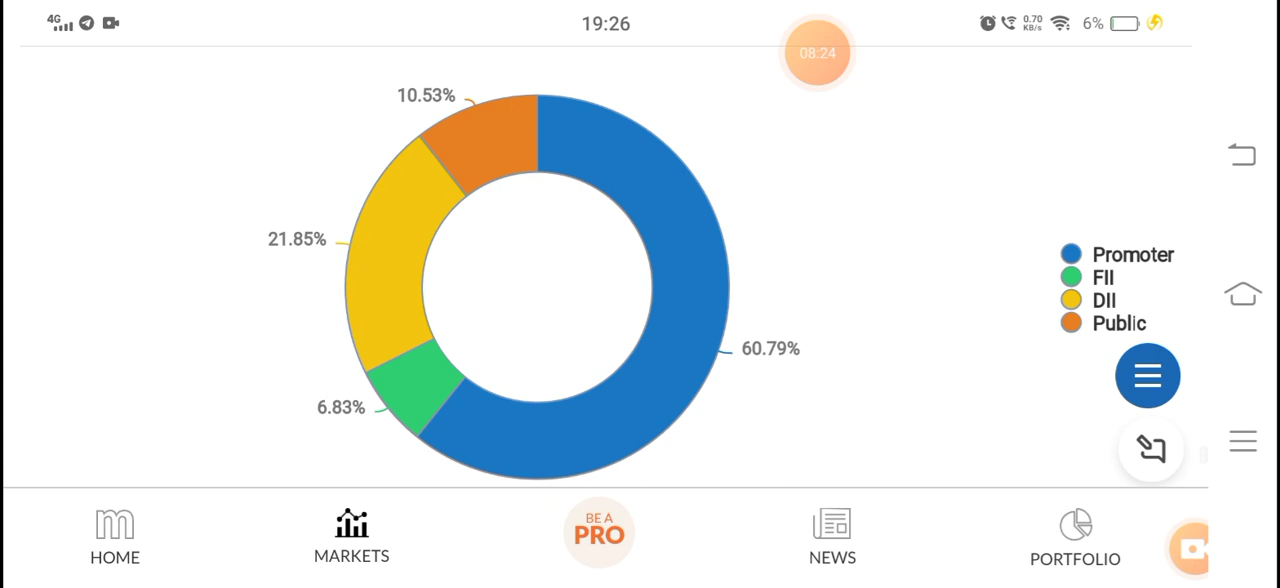 4G 19:26 0.70 KB/s 6%
08:24
10.53%
21.85%
6.83%
60.79%
Promoter
FII
DII
Public
HOME MARKETS BE A PRO NEWS PORTFOLIO